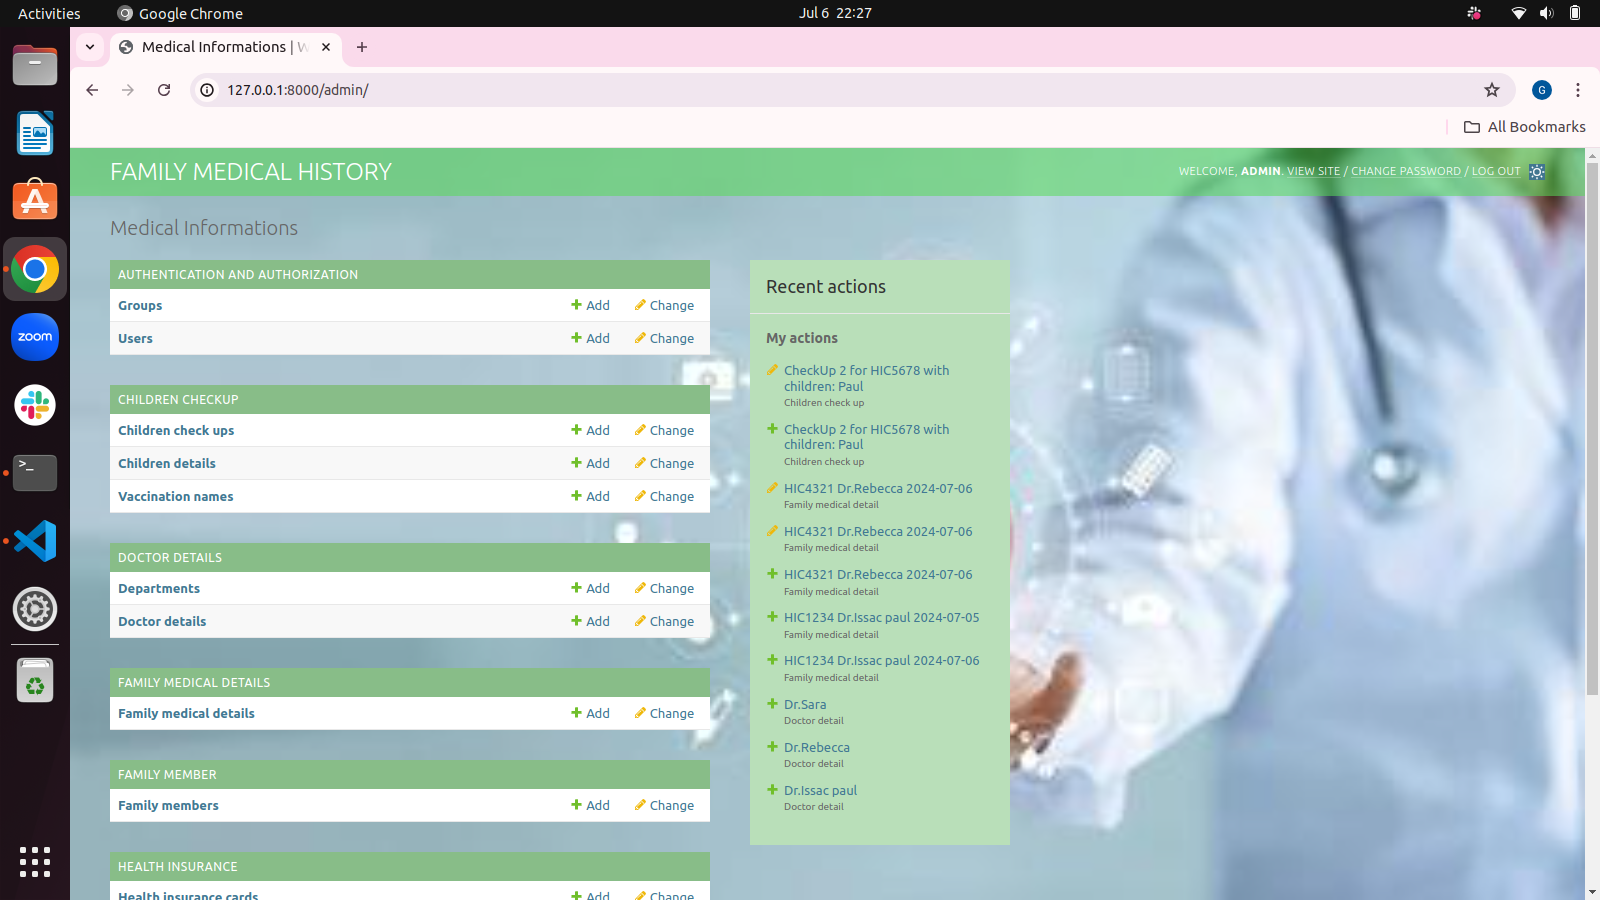 Activities
Google Chrome
Jul 6 22:27
Medical Informations | W
127.0.0.1:8000/admin/
G
All Bookmarks
FAMILY MEDICAL HISTORY
WELCOME, ADMIN. VIEW SITE / CHANGE PASSWORD / LOG OUT
Medical Informations
AUTHENTICATION AND AUTHORIZATION
Groups Add Change
Users Add Change
CHILDREN CHECKUP
Children check ups Add Change
Children details Add Change
Vaccination names Add Change
DOCTOR DETAILS
Departments Add Change
Doctor details Add Change
FAMILY MEDICAL DETAILS
Family medical details Add Change
FAMILY MEMBER
Family members Add Change
HEALTH INSURANCE
Health insurance cards Add Change
Recent actions
My actions
CheckUp 2 for HIC5678 with
children: Paul
Children check up
CheckUp 2 for HIC5678 with
children: Paul
Children check up
HIC4321 Dr.Rebecca 2024-07-06
Family medical detail
HIC4321 Dr.Rebecca 2024-07-06
Family medical detail
HIC4321 Dr.Rebecca 2024-07-06
Family medical detail
HIC1234 Dr.Issac paul 2024-07-05
Family medical detail
HIC1234 Dr.Issac paul 2024-07-06
Family medical detail
Dr.Sara
Doctor detail
Dr.Rebecca
Doctor detail
Dr.Issac paul
Doctor detail
zoom
>_